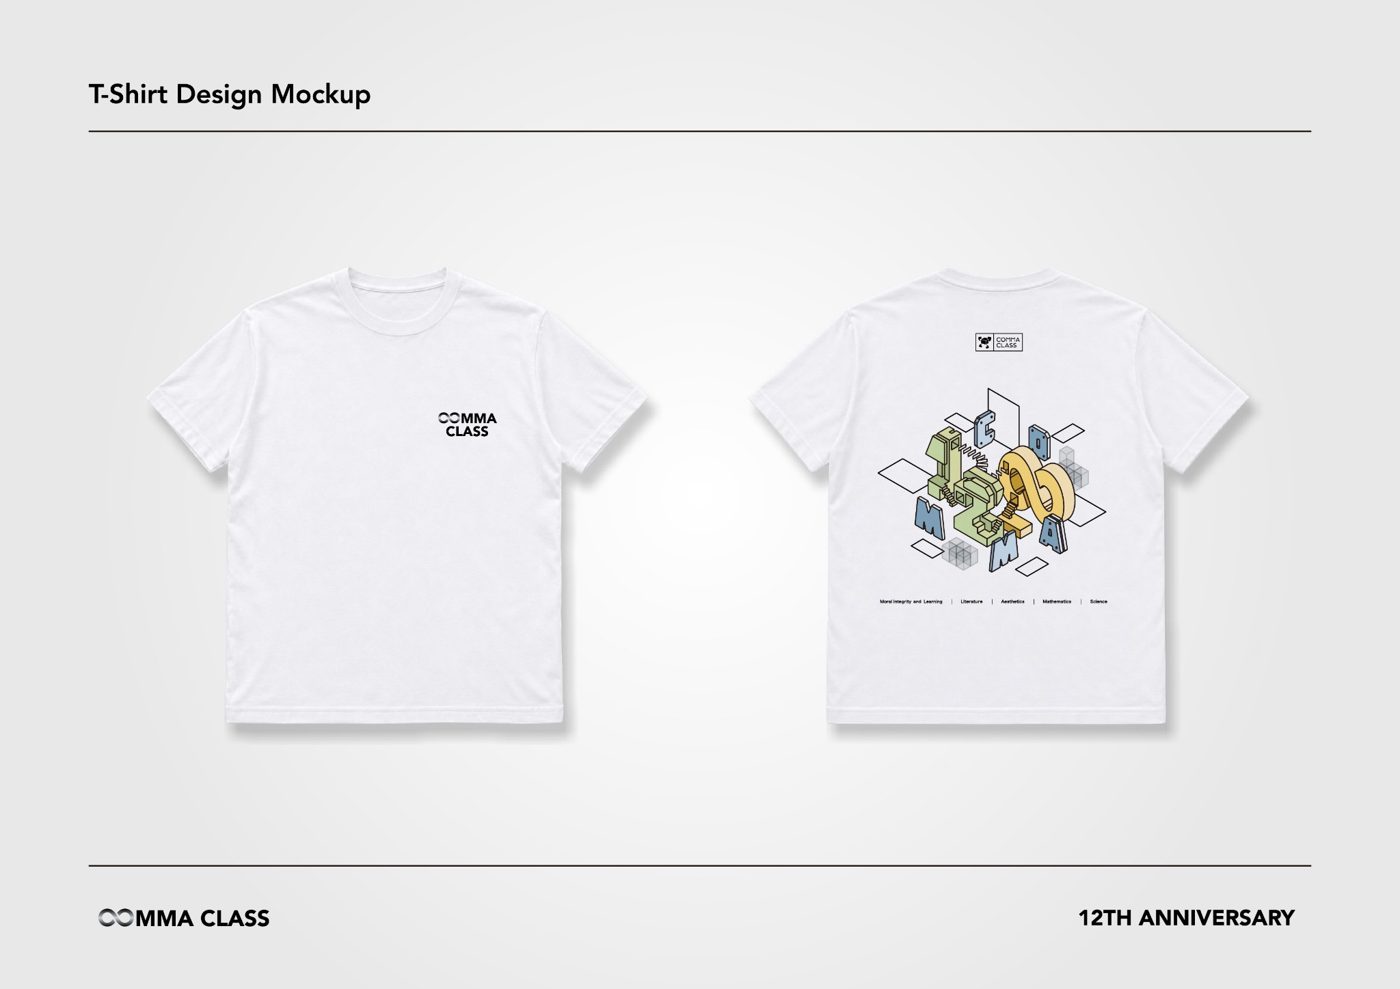 T-Shirt Design Mockup
COMMA
CLASS
COMMA
CLASS
C O
12
M M A
Moral Integrity and Learning | Literature | Aesthetics | Mathematics | Science
COMMA CLASS
12TH ANNIVERSARY